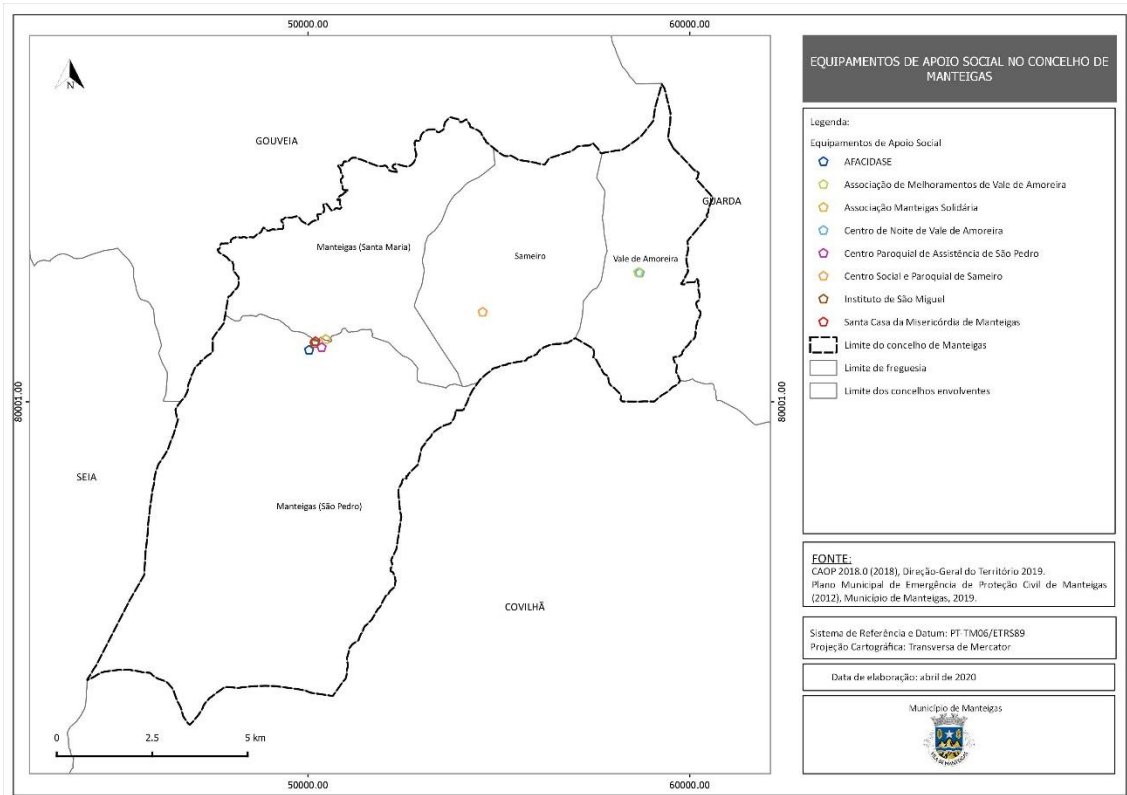 50000.00
60000.00
N
GOUVEIA
GUARDA
Manteigas (Santa Maria)
Sameiro
Vale de Amoreira
80001.00
80001.00
SEIA
Manteigas (São Pedro)
COVILHÃ
0 2.5 5 km
50000.00
60000.00
EQUIPAMENTOS DE APOIO SOCIAL NO CONCELHO DE
MANTEIGAS
Legenda:
Equipamentos de Apoio Social
AFACIDASE
Associação de Melhoramentos de Vale de Amoreira
Associação Manteigas Solidária
Centro de Noite de Vale de Amoreira
Centro Paroquial de Assistência de São Pedro
Centro Social e Paroquial de Sameiro
Instituto de São Miguel
Santa Casa da Misericórdia de Manteigas
Limite do concelho de Manteigas
Limite de freguesia
Limite dos concelhos envolventes
FONTE:
CAOP 2018.0 (2018), Direção-Geral do Território 2019.
Plano Municipal de Emergência de Proteção Civil de Manteigas
(2012), Município de Manteigas, 2019.
Sistema de Referência e Datum: PT-TM06/ETRS89
Projeção Cartográfica: Transversa de Mercator
Data de elaboração: abril de 2020
Município de Manteigas
VILA DE MANTEIGAS